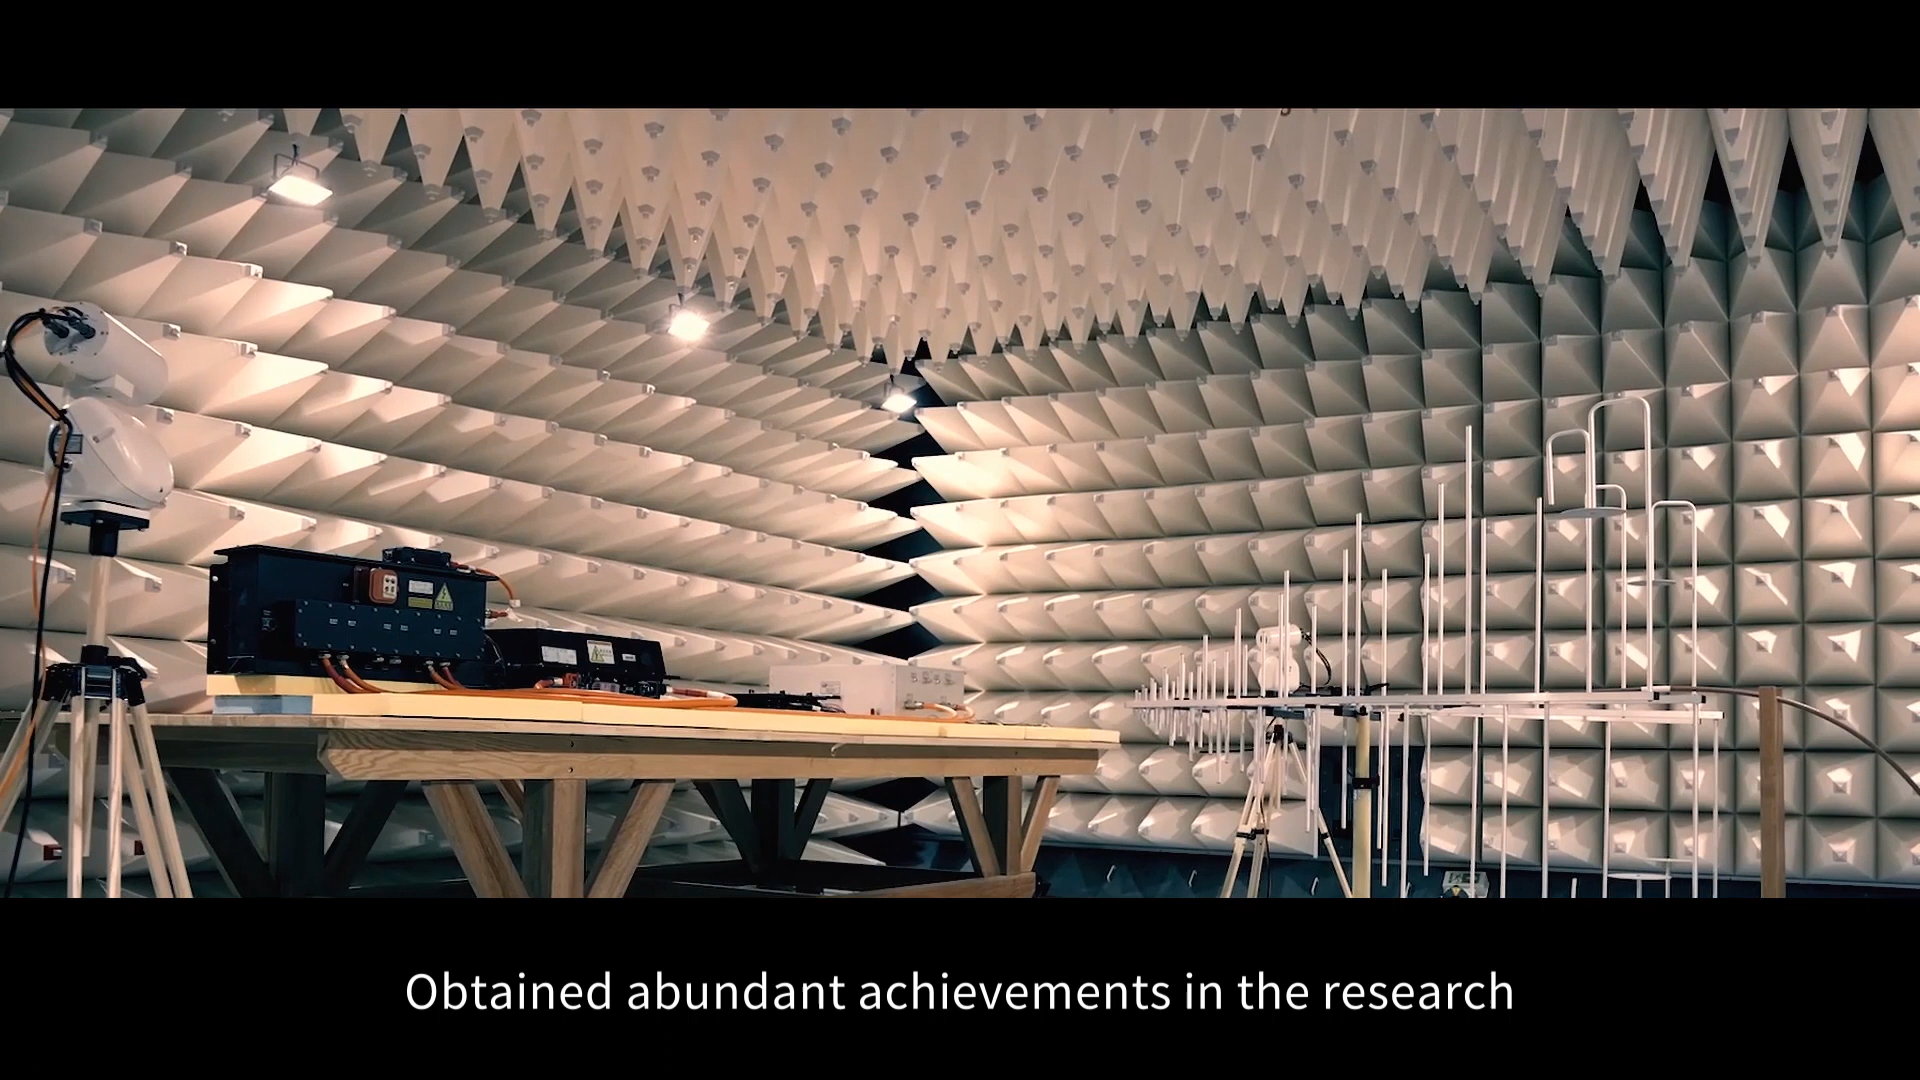 Obtained abundant achievements in the research